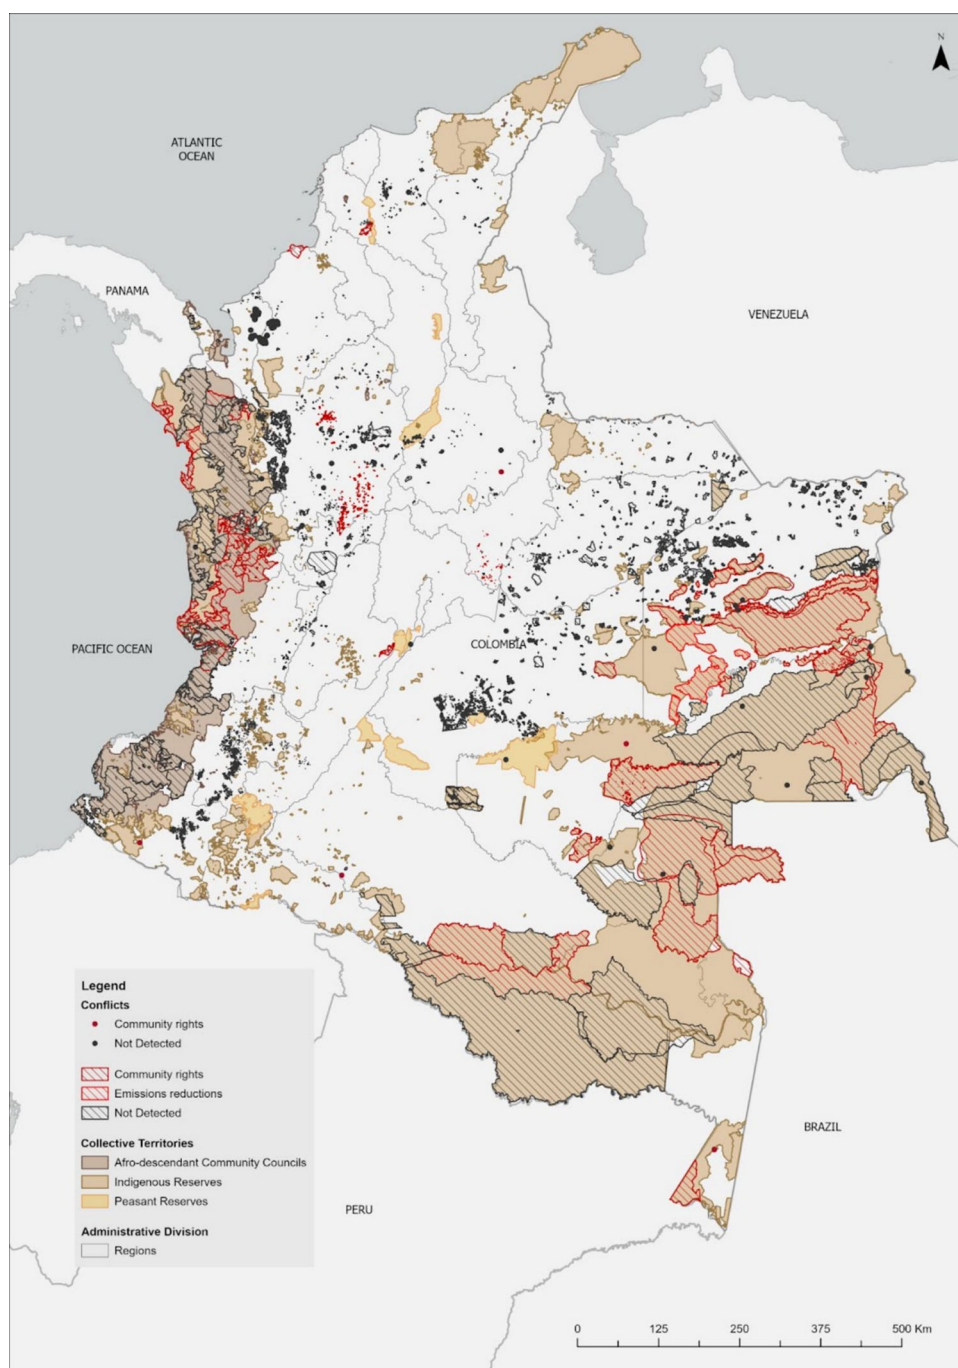 N
ATLANTIC
OCEAN
PANAMA
VENEZUELA
PACIFIC OCEAN
COLOMBIA
Legend
Conflicts
Community rights
Not Detected
Community rights
Emissions reductions
Not Detected
Collective Territories
Afro-descendant Community Councils
Indigenous Reserves
Peasant Reserves
Administrative Division
Regions
BRAZIL
PERU
0 125 250 375 500 Km